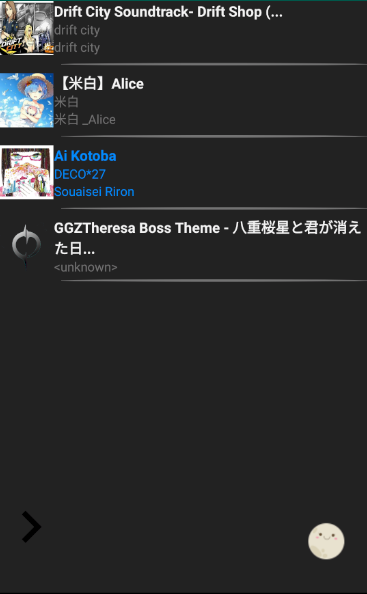 Drift City Soundtrack- Drift Shop (...
drift city
drift city
【米白】Alice
米白
米白 _Alice
Ai Kotoba
DECO*27
Souaisei Riron
GGZTheresa Boss Theme - 八重桜星と君が消え
た日...
<unknown>